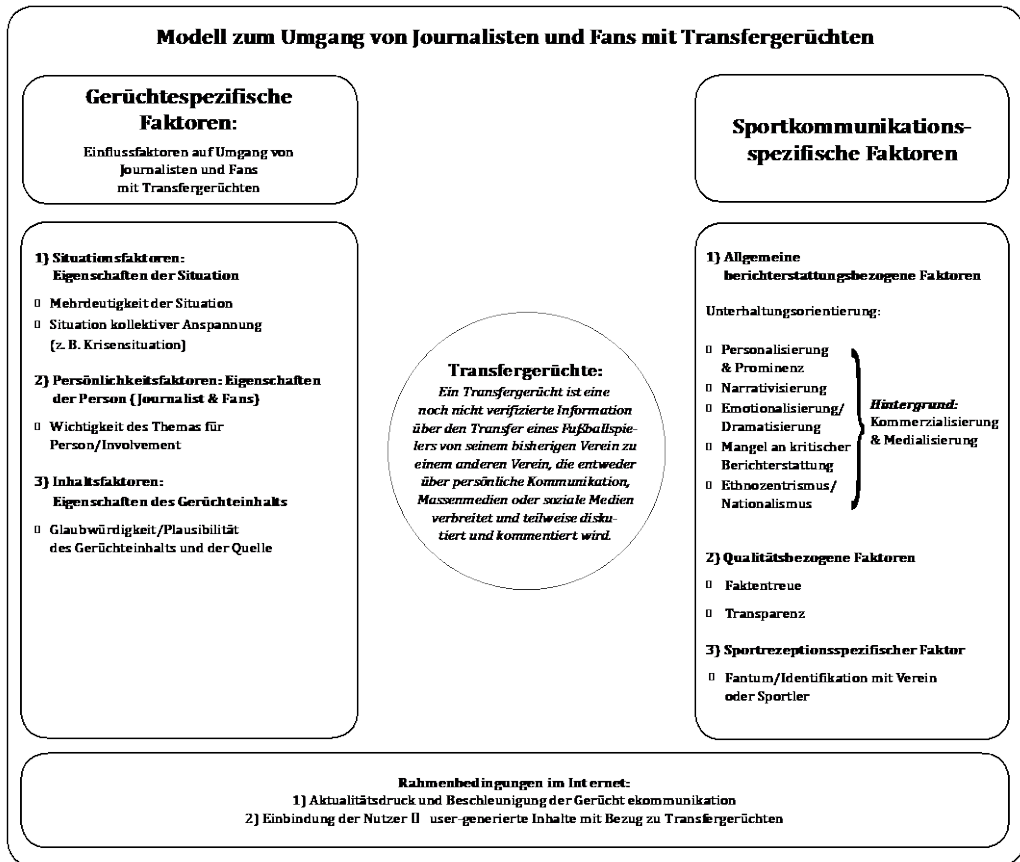 Modell zum Umgang von Journalisten und Fans mit Transfergerüchten
Gerüchtespezifische
Faktoren:
Einflussfaktoren auf Umgang von
Journalisten und Fans
mit Transfergerüchten
1) Situationsfaktoren:
Eigenschaften der Situation
▯ Mehrdeutigkeit der Situation
▯ Situation kollektiver Anspannung
(z. B. Krisensituation)
2) Persönlichkeitsfaktoren: Eigenschaften
der Person (Journalist & Fans)
▯ Wichtigkeit des Themas für
Person/Involvement
3) Inhaltsfaktoren:
Eigenschaften des Gerüchteinhalts
▯ Glaubwürdigkeit/Plausibilität
des Gerüchteinhalts und der Quelle
Transfergerüchte:
Ein Transfergerücht ist eine
noch nicht verifizierte Information
über den Transfer eines Fußballspie-
lers von seinem bisherigen Verein zu
einem anderen Verein, die entweder
über persönliche Kommunikation,
Massenmedien oder soziale Medien
verbreitet und teilweise disku-
tiert und kommentiert wird.
Sportkommunikations-
spezifische Faktoren
1) Allgemeine
berichterstattungsbezogene Faktoren
Unterhaltungsorientierung:
▯ Personalisierung
& Prominenz
▯ Narrativisierung
▯ Emotionalisierung/
Dramatisierung
▯ Mangel an kritischer
Berichterstattung
▯ Ethnozentrismus/
Nationalismus
Hintergrund:
Kommerzialisierung
& Medialisierung
2) Qualitätsbezogene Faktoren
▯ Faktentreue
▯ Transparenz
3) Sportrezeptionsspezifischer Faktor
▯ Fantum/Identifikation mit Verein
oder Sportler
Rahmenbedingungen im Internet:
1) Aktualitätsdruck und Beschleunigung der Gerücht ekommunikation
2) Einbindung der Nutzer ▯ user-generierte Inhalte mit Bezug zu Transfergerüchten